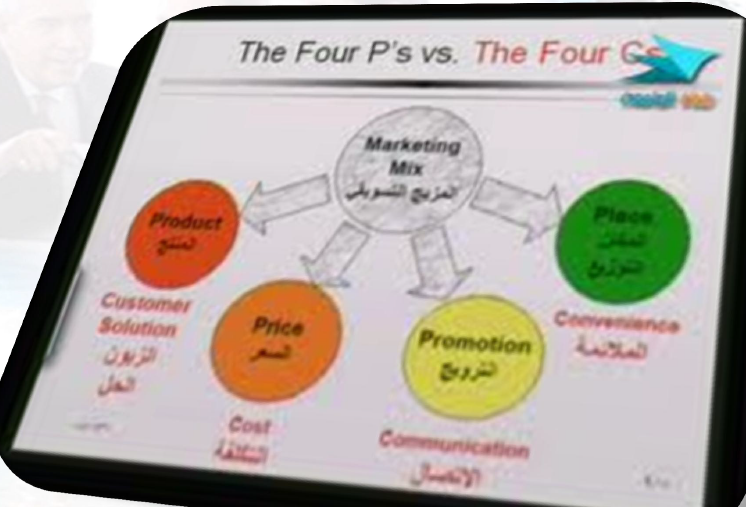 The Four P's vs. The Four Cs
Marketing
Mix
المزيج التسويقي
Product
المنتج
Customer
Solution
الزبون
الحل
Price
السعر
Cost
التكلفة
Promotion
الترويج
Communication
الاتصال
Place
المكان
التوزيع
Convenience
الملائمة